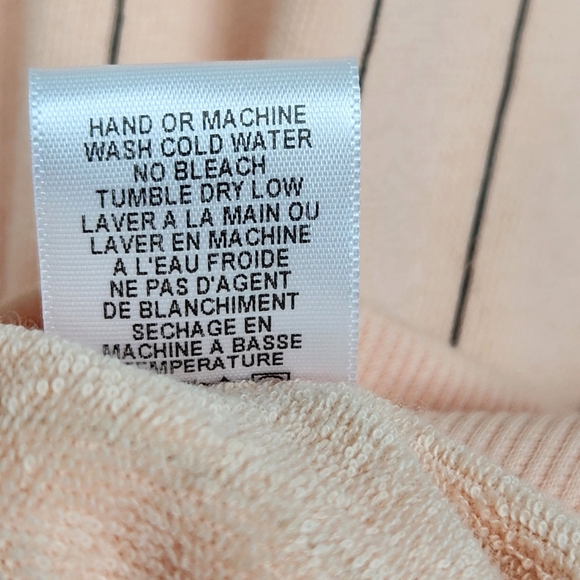 HAND OR MACHINE
WASH COLD WATER
NO BLEACH
TUMBLE DRY LOW
LAVER A LA MAIN OU
LAVER EN MACHINE
A L'EAU FROIDE
NE PAS D'AGENT
DE BLANCHIMENT
SECHAGE EN
MACHINE A BASSE
TEMPERATURE